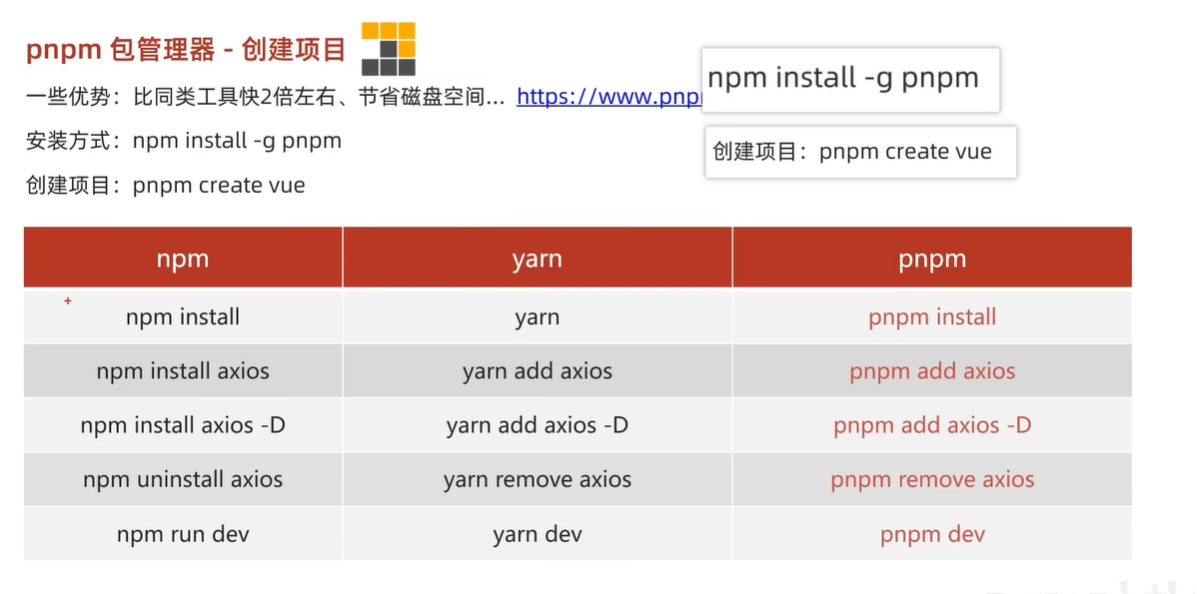 pnpm 包管理器 - 创建项目
一些优势：比同类工具快2倍左右、节省磁盘空间... https://www.pnp
npm install -g pnpm
安装方式：npm install -g pnpm
创建项目：pnpm create vue
创建项目：pnpm create vue
npm yarn pnpm
npm install yarn pnpm install
npm install axios yarn add axios pnpm add axios
npm install axios -D yarn add axios -D pnpm add axios -D
npm uninstall axios yarn remove axios pnpm remove axios
npm run dev yarn dev pnpm dev